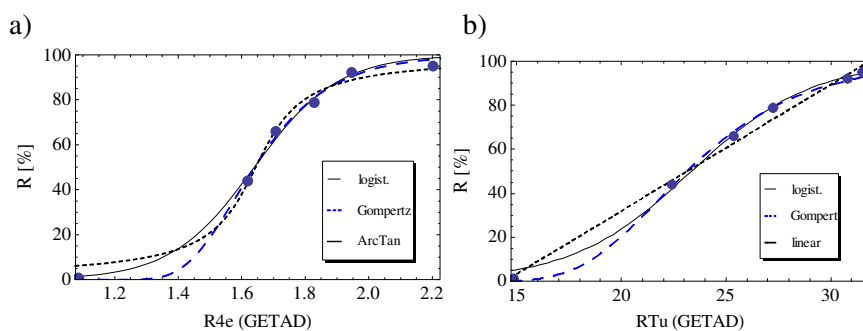 a)
100
80
60
40
20
0
R [%]
logist.
Gompertz
ArcTan
1.2 1.4 1.6 1.8 2.0 2.2
R4e (GETAD)
b)
100
80
60
40
20
0
R [%]
logist.
Gompert
linear
15 20 25 30
RTu (GETAD)